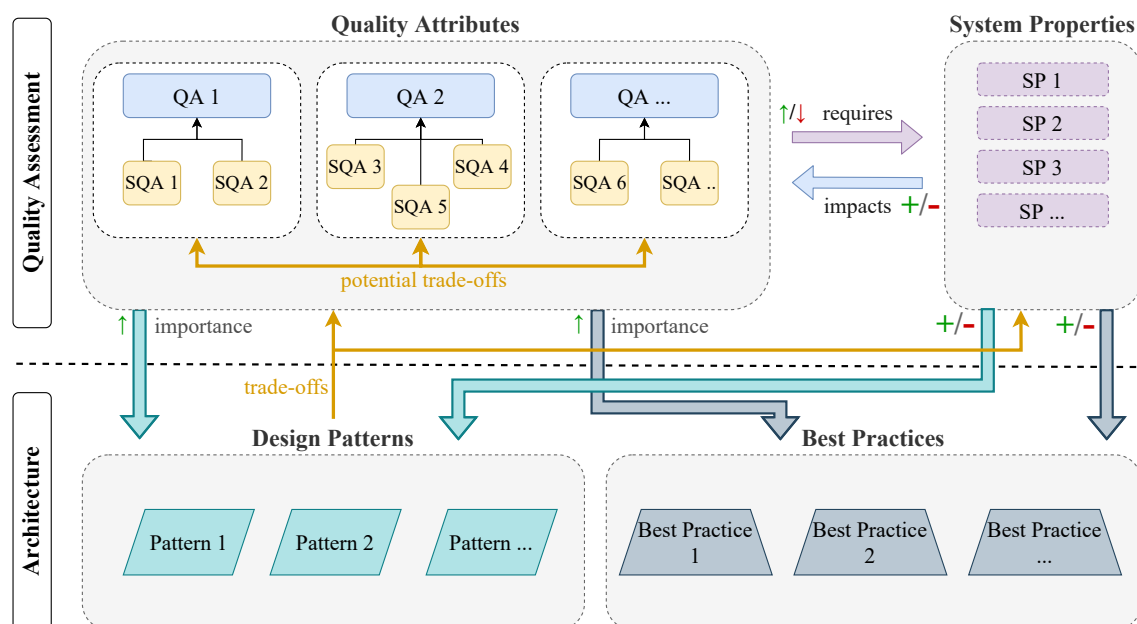 Quality Attributes
System Properties
Quality Assessment
QA 1
QA 2
QA ...
SQA 1
SQA 2
SQA 3
SQA 4
SQA 5
SQA 6
SQA ..
potential trade-offs
↑/↓ requires
impacts +/-
SP 1
SP 2
SP 3
SP ...
↑ importance
↑ importance
+/-
+/-
trade-offs
Architecture
Design Patterns
Best Practices
Pattern 1
Pattern 2
Pattern ...
Best Practice
1
Best Practice
2
Best Practice
...